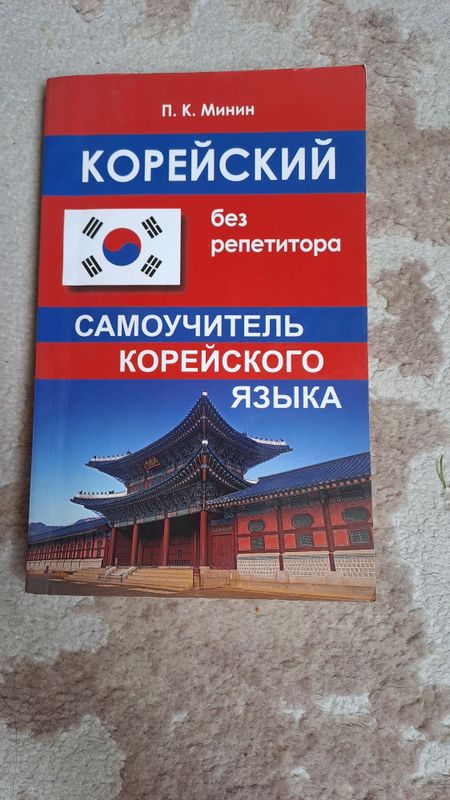 П. К. Минин
КОРЕЙСКИЙ
без
репетитора
САМОУЧИТЕЛЬ
КОРЕЙСКОГО
ЯЗЫКА